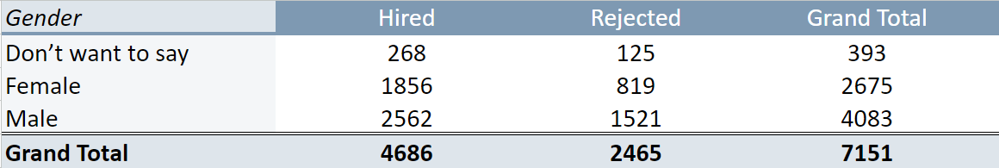 Gender Hired Rejected Grand Total
Don’t want to say 268 125 393
Female 1856 819 2675
Male 2562 1521 4083
Grand Total 4686 2465 7151